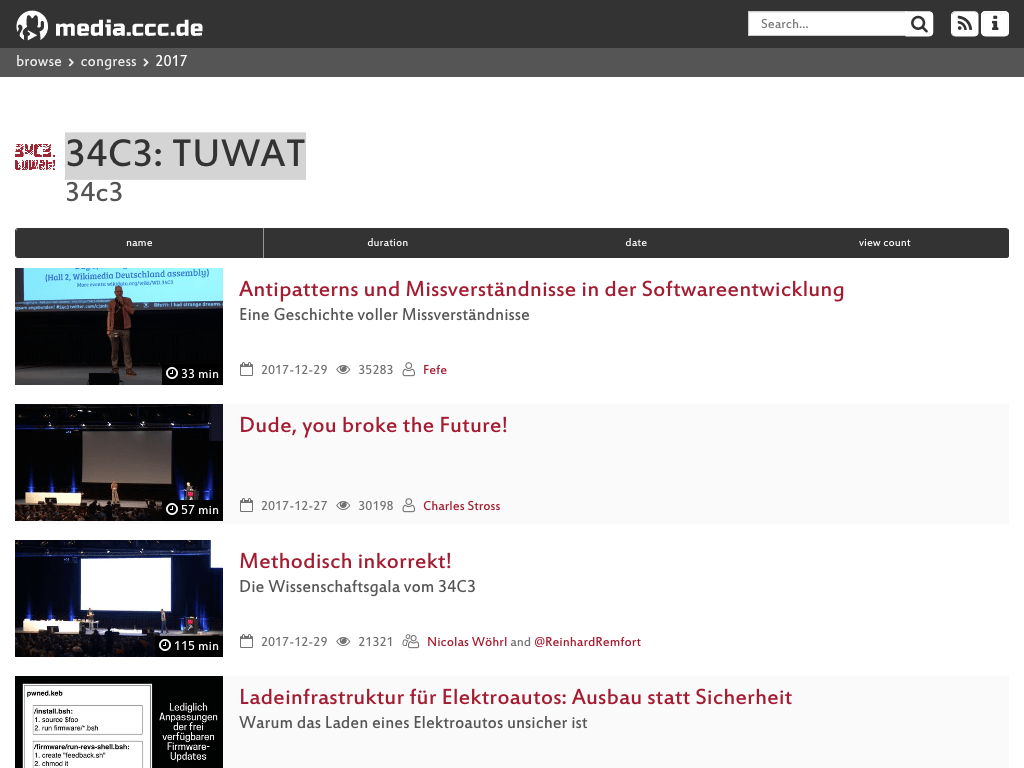 media.ccc.de
Search...
browse > congress > 2017
34C3: TUWAT
34c3
name duration date view count
(Hall 2, Wikimedia Deutschland assembly)
33 min
Antipatterns und Missverständnisse in der Softwareentwicklung
Eine Geschichte voller Missverständnisse
2017-12-29 35283 Fefe
57 min
Dude, you broke the Future!
2017-12-27 30198 Charles Stross
115 min
Methodisch inkorrekt!
Die Wissenschaftsgala vom 34C3
2017-12-29 21321 Nicolas Wöhrl and @ReinhardRemfort
pwned.keb
/install.bsh:
1. source $foo
2. run firmware/*.bsh
/firmware/run-revs-shell.bsh:
1. create "feedback.sh"
2. chmod it
Lediglich
Anpassungen
der frei
verfügbaren
Firmware-
Updates
Ladeinfrastruktur für Elektroautos: Ausbau statt Sicherheit
Warum das Laden eines Elektroautos unsicher ist